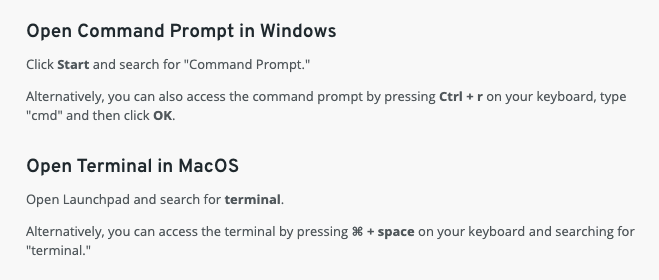 Open Command Prompt in Windows
Click Start and search for "Command Prompt."
Alternatively, you can also access the command prompt by pressing Ctrl + r on your keyboard, type
"cmd" and then click OK.
Open Terminal in MacOS
Open Launchpad and search for terminal.
Alternatively, you can access the terminal by pressing ⌘ + space on your keyboard and searching for
"terminal."